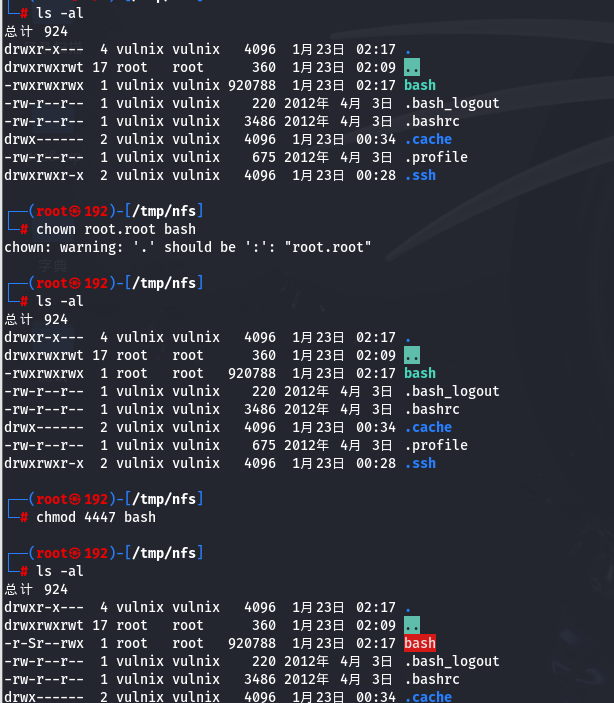 └─# ls -al
总计 924
drwxr-x---  4 vulnix vulnix   4096  1月23日 02:17 .
drwxrwxrwt 17 root   root      360  1月23日 02:09 ..
-rwxrwxrwx  1 vulnix vulnix 920788  1月23日 02:17 bash
-rw-r--r--  1 vulnix vulnix    220 2012年 4月 3日 .bash_logout
-rw-r--r--  1 vulnix vulnix   3486 2012年 4月 3日 .bashrc
drwx------  2 vulnix vulnix   4096  1月23日 00:34 .cache
-rw-r--r--  1 vulnix vulnix    675 2012年 4月 3日 .profile
drwxrwxr-x  2 vulnix vulnix   4096  1月23日 00:28 .ssh
┌──(root㉿192)-[/tmp/nfs]
└─# chown root.root bash
chown: warning: '.' should be ':': "root.root"
字典
┌──(root㉿192)-[/tmp/nfs]
└─# ls -al
总计 924
drwxr-x---  4 vulnix vulnix   4096  1月23日 02:17 .
drwxrwxrwt 17 root   root      360  1月23日 02:09 ..
-rwxrwxrwx  1 root   root   920788  1月23日 02:17 bash
-rw-r--r--  1 vulnix vulnix    220 2012年 4月 3日 .bash_logout
-rw-r--r--  1 vulnix vulnix   3486 2012年 4月 3日 .bashrc
drwx------  2 vulnix vulnix   4096  1月23日 00:34 .cache
-rw-r--r--  1 vulnix vulnix    675 2012年 4月 3日 .profile
drwxrwxr-x  2 vulnix vulnix   4096  1月23日 00:28 .ssh
┌──(root㉿192)-[/tmp/nfs]
└─# chmod 4447 bash
┌──(root㉿192)-[/tmp/nfs]
└─# ls -al
总计 924
drwxr-x---  4 vulnix vulnix   4096  1月23日 02:17 .
drwxrwxrwt 17 root   root      360  1月23日 02:09 ..
-r-Sr--rwx  1 root   root   920788  1月23日 02:17 bash
-rw-r--r--  1 vulnix vulnix    220 2012年 4月 3日 .bash_logout
-rw-r--r--  1 vulnix vulnix   3486 2012年 4月 3日 .bashrc
drwx------  2 vulnix vulnix   4096  1月23日 00:34 .cache